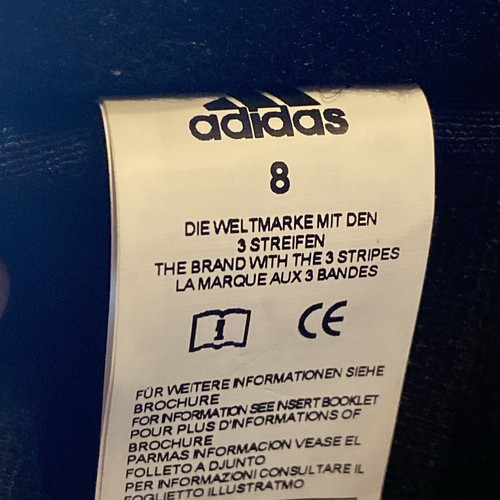 adidas
8
DIE WELTMARKE MIT DEN
3 STREIFEN
THE BRAND WITH THE 3 STRIPES
LA MARQUE AUX 3 BANDES
i
CE
FÜR WEITERE INFORMATIONEN SIEHE
BROCHURE
FOR INFORMATION SEE INSERT BOOKLET
POUR PLUS D'INFORMATIONS OF
BROCHURE
PARMAS INFORMACION VEASE EL
FOLLETO A DJUNTO
PER INFORMAZIONI CONSULTARE IL
FOGLIETTO ILLUSTRATMO